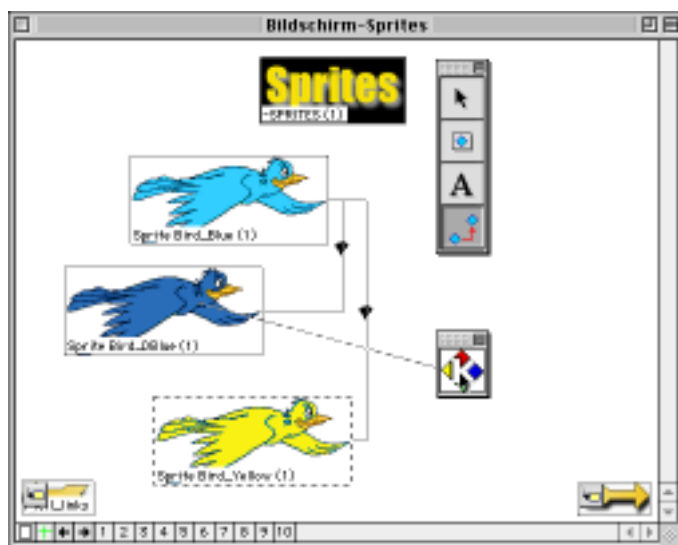 Bildschirm-Sprites
Sprites
-SPRITES (1)
A
Sprite Bird_Blue (1)
Sprite Bird_DBlue (1)
Sprite Bird_Yellow (1)
1 2 3 4 5 6 7 8 9 10